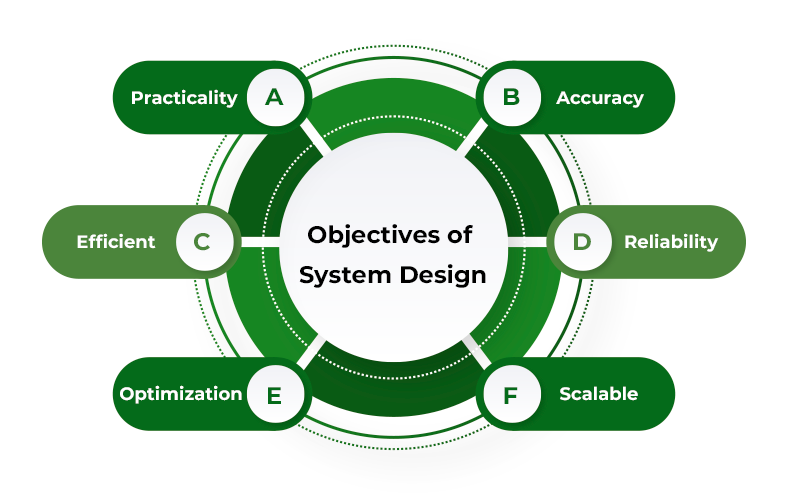 Practicality A
B Accuracy
Efficient C
Objectives of
System Design
D Reliability
Optimization E
F Scalable